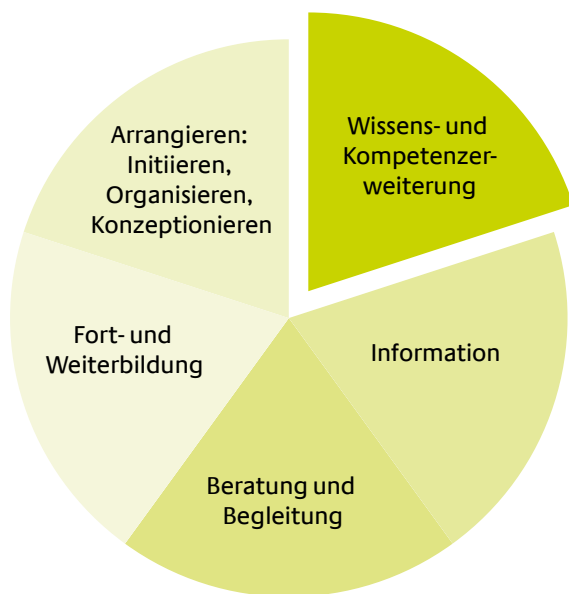 Arrangieren:
Initiieren,
Organisieren,
Konzeptionieren
Wissens- und
Kompetenzer-
weiterung
Fort- und
Weiterbildung
Information
Beratung und
Begleitung